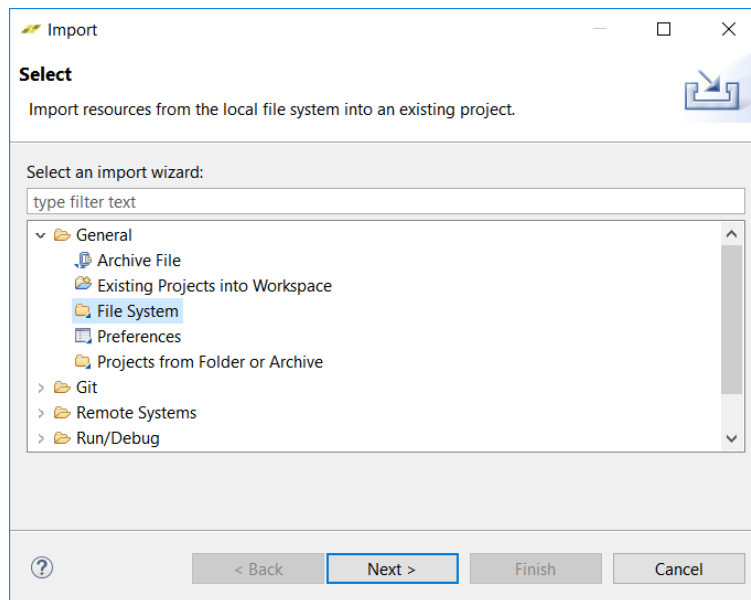 Import
Select
Import resources from the local file system into an existing project.
Select an import wizard:
type filter text
General
Archive File
Existing Projects into Workspace
File System
Preferences
Projects from Folder or Archive
Git
Remote Systems
Run/Debug
? < Back Next > Finish Cancel